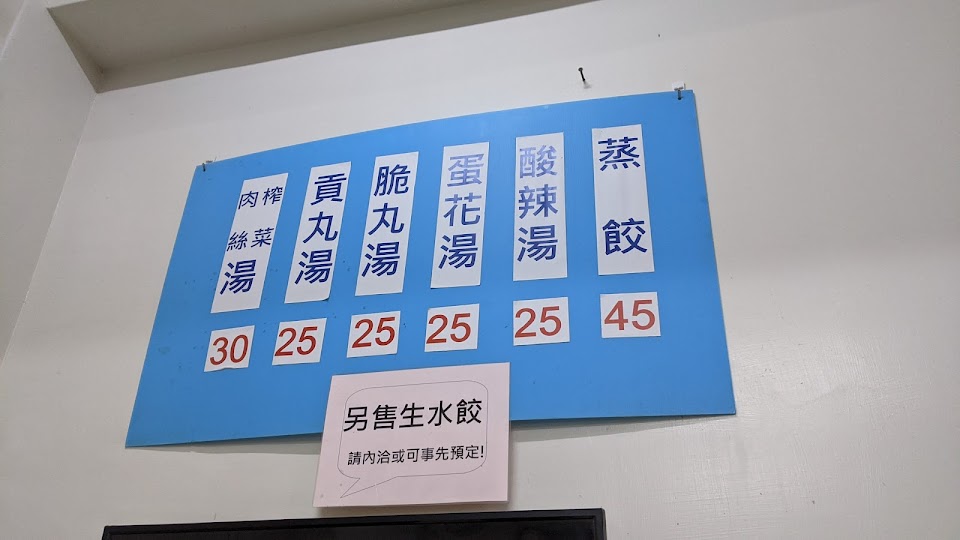 蒸餃
45
酸辣湯
25
蛋花湯
25
脆丸湯
25
貢丸湯
25
榨菜肉絲湯
30
另售生水餃
請內洽或可事先預定!